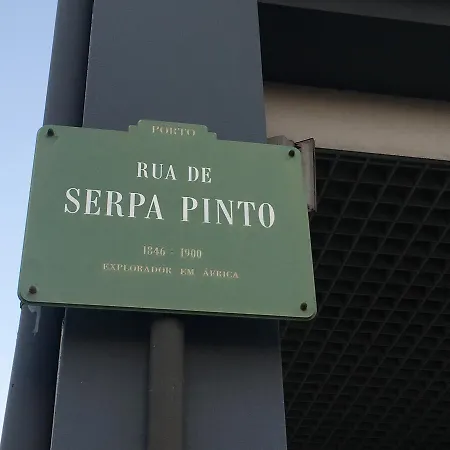 PORTO
RUA DE
SERPA PINTO
1846 - 1900
EXPLORADOR EM ÁFRICA